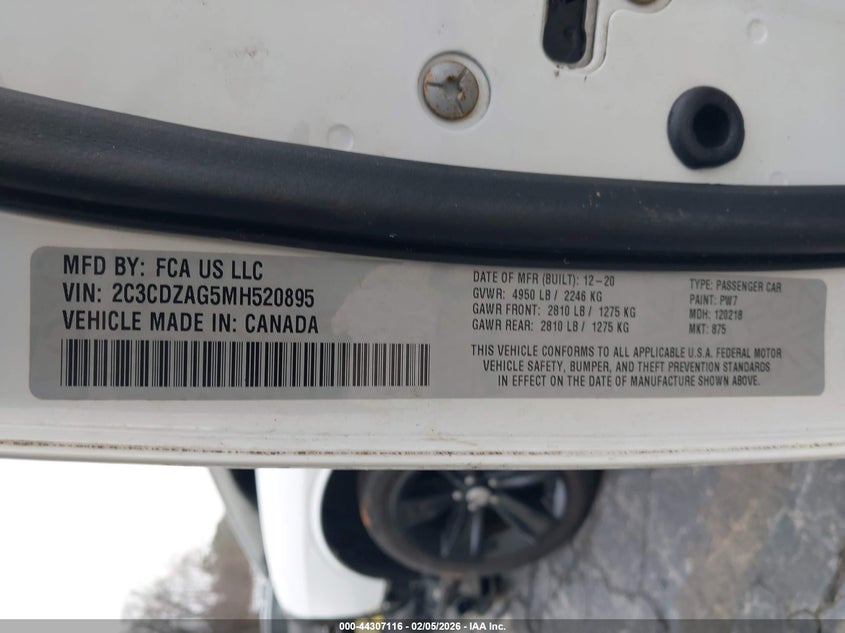 MFD BY: FCA US LLC
VIN: 2C3CDZAG5MH520895
VEHICLE MADE IN: CANADA
DATE OF MFR (BUILT): 12-20
GVWR: 4950 LB / 2246 KG
GAWR FRONT: 2810 LB / 1275 KG
GAWR REAR: 2810 LB / 1275 KG
TYPE: PASSENGER CAR
PAINT: PW7
MDH: 120218
MKT: 875
THIS VEHICLE CONFORMS TO ALL APPLICABLE U.S.A. FEDERAL MOTOR
VEHICLE SAFETY, BUMPER, AND THEFT PREVENTION STANDARDS
IN EFFECT ON THE DATE OF MANUFACTURE SHOWN ABOVE.
000-44307116 - 02/05/2026 - IAA Inc.